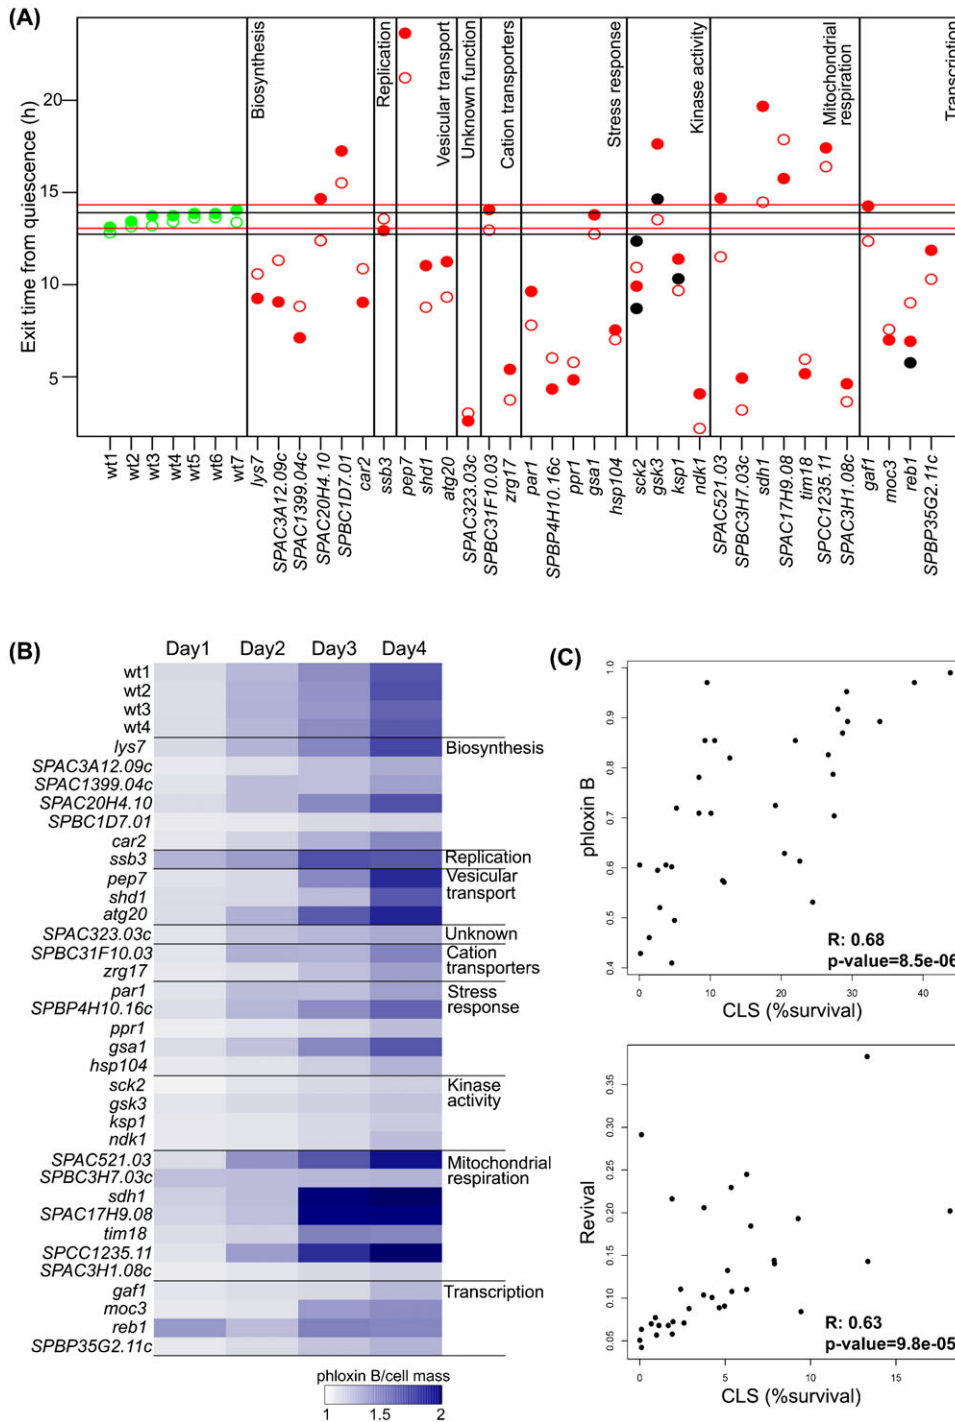 (A)
Exit time from quiescence (h)
20
15
10
5
Biosynthesis
Replication
Vesicular transport
Unknown function
Cation transporters
Stress response
Kinase activity
Mitochondrial
respiration
Transcription
wt1
wt2
wt3
wt4
wt5
wt6
wt7
lys7
SPAC3A12.09c
SPAC1399.04c
SPAC20H4.10
SPBC1D7.01
car2
ssb3
pep7
shd1
atg20
SPAC323.03c
SPBC31F10.03
zrg17
par1
SPBP4H10.16c
ppr1
gsa1
hsp104
sck2
gsk3
ksp1
ndk1
SPAC521.03
SPBC3H7.03c
sdh1
SPAC17H9.08
tim18
SPCC1235.11
SPAC3H1.08c
gaf1
moc3
reb1
SPBP35G2.11c
(B)
Day1 Day2 Day3 Day4
wt1
wt2
wt3
wt4
lys7 Biosynthesis
SPAC3A12.09c
SPAC1399.04c
SPAC20H4.10
SPBC1D7.01
car2
ssb3 Replication
pep7 Vesicular
shd1 transport
atg20
SPAC323.03c Unknown
SPBC31F10.03 Cation
zrg17 transporters
par1 Stress
SPBP4H10.16c response
ppr1
gsa1
hsp104
sck2 Kinase
gsk3 activity
ksp1
ndk1
SPAC521.03 Mitochondrial
SPBC3H7.03c respiration
sdh1
SPAC17H9.08
tim18
SPCC1235.11
SPAC3H1.08c
gaf1 Transcription
moc3
reb1
SPBP35G2.11c
phloxin B/cell mass
1 1.5 2
(C)
phloxin B
1.0
0.9
0.8
0.7
0.6
0.5
0.4
R: 0.68
p-value=8.5e-06
0 10 20 30 40
CLS (%survival)
Revival
0.35
0.30
0.25
0.20
0.15
0.10
0.05
R: 0.63
p-value=9.8e-05
0 5 10 15
CLS (%survival)